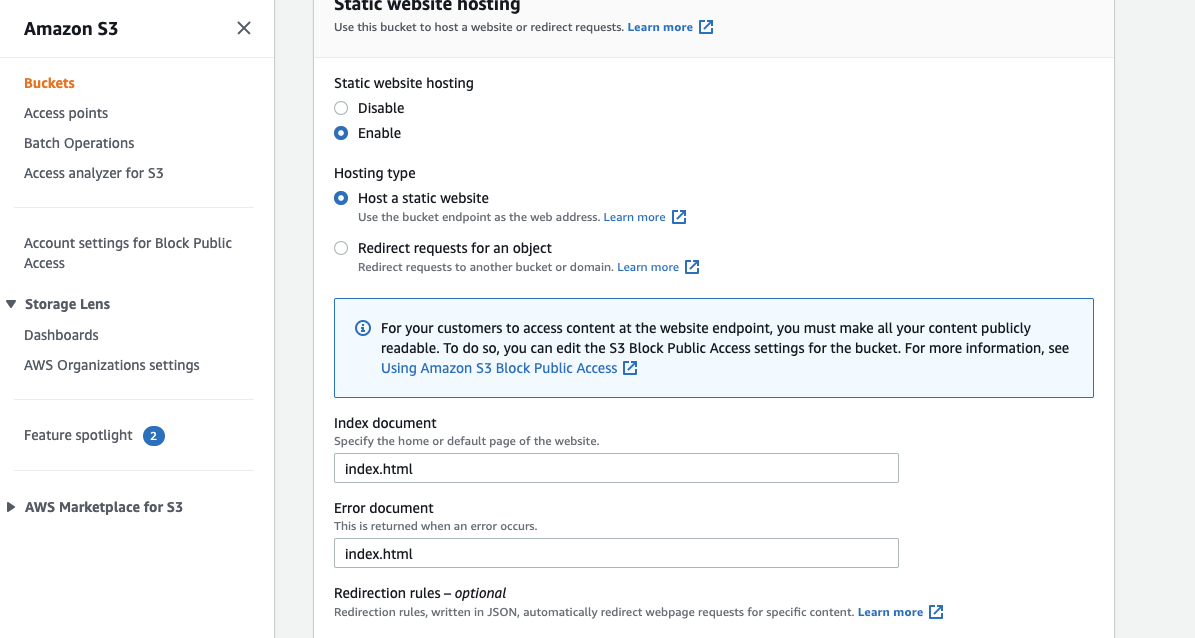 Amazon S3
Buckets
Access points
Batch Operations
Access analyzer for S3
Account settings for Block Public
Access
Storage Lens
Dashboards
AWS Organizations settings
Feature spotlight 2
AWS Marketplace for S3
Static website hosting
Use this bucket to host a website or redirect requests. Learn more
Static website hosting
Disable
Enable
Hosting type
Host a static website
Use the bucket endpoint as the web address. Learn more
Redirect requests for an object
Redirect requests to another bucket or domain. Learn more
For your customers to access content at the website endpoint, you must make all your content publicly
readable. To do so, you can edit the S3 Block Public Access settings for the bucket. For more information, see
Using Amazon S3 Block Public Access
Index document
Specify the home or default page of the website.
index.html
Error document
This is returned when an error occurs.
index.html
Redirection rules – optional
Redirection rules, written in JSON, automatically redirect webpage requests for specific content. Learn more